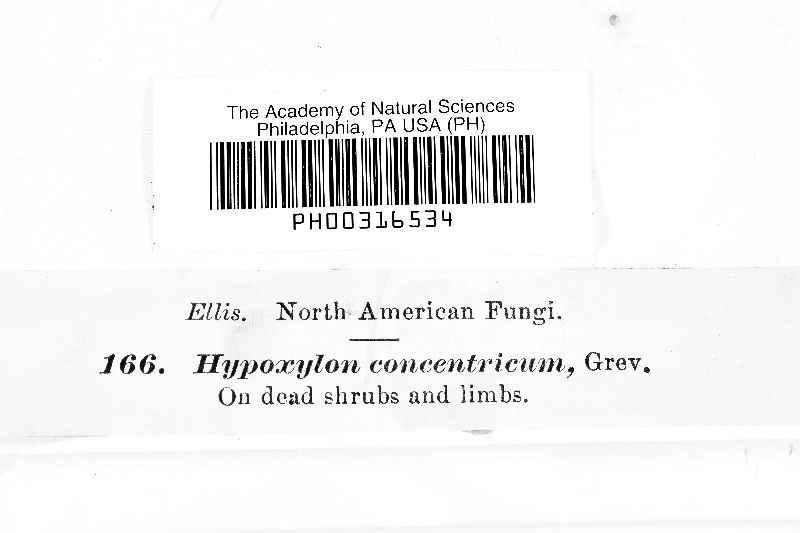 The Academy of Natural Sciences
Philadelphia, PA USA (PH)
PH00316534
Ellis. North American Fungi.
166. Hypoxylon concentricum, Grev.
On dead shrubs and limbs.